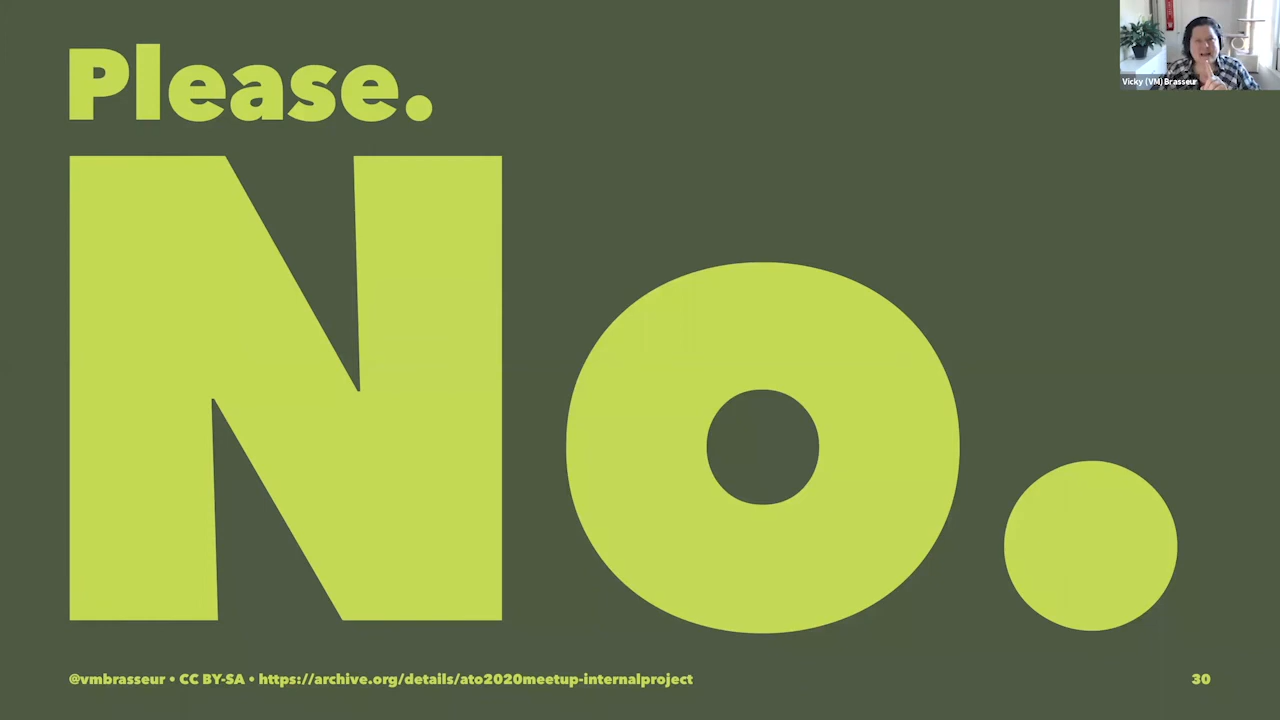 Please.
Vicky (VM) Brasseur
No.
@vmbrasseur • CC BY-SA • https://archive.org/details/ato2020meetup-internalproject
30